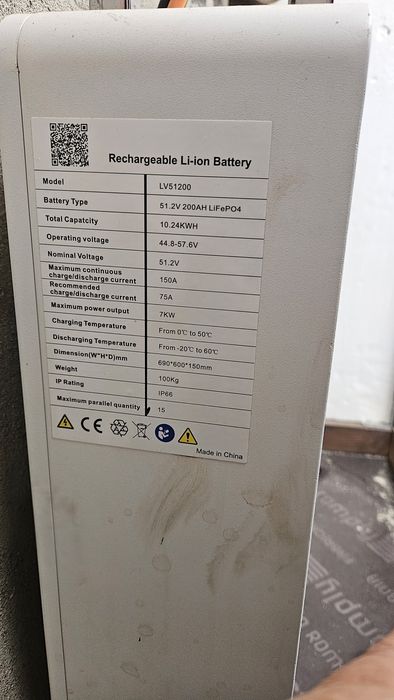 Rechargeable Li-ion Battery
Model LV51200
Battery Type 51.2V 200AH LiFePO4
Total Capatcity 10.24KWH
Operating voltage 44.8-57.6V
Nominal Voltage 51.2V
Maximum continuous
charge/discharge current 150A
Recommended
charge/discharge current 75A
Maximum power output 7KW
Charging Temperature From 0℃ to 50℃
Discharging Temperature From -20℃ to 60℃
Dimension(W*H*D)mm 690*600*150mm
Weight 100Kg
IP Rating IP66
Maximum parallel quantity 15
CE
Made in China